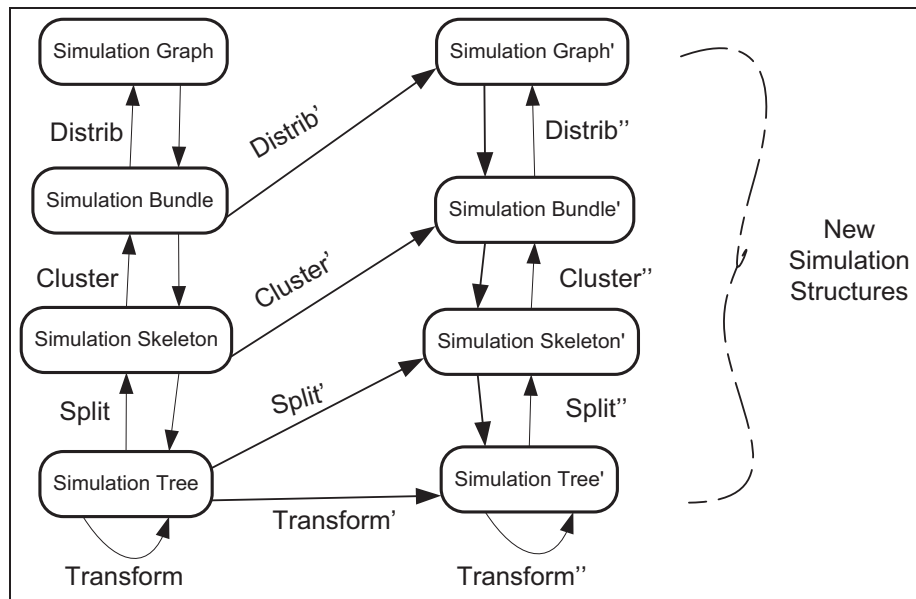 Simulation Graph
Simulation Graph'
Distrib
Distrib’
Distrib’’
Simulation Bundle
Simulation Bundle'
Cluster
Cluster’
Cluster’’
New
Simulation
Structures
Simulation Skeleton
Simulation Skeleton'
Split
Split’
Split’’
Simulation Tree
Simulation Tree'
Transform’
Transform
Transform’’